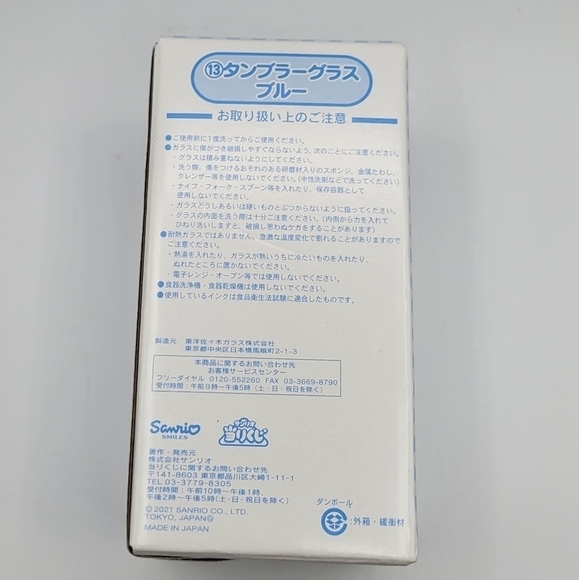 ⑬タンブラーグラス
ブルー
お取り扱い上のご注意
●ご使用前に1度洗ってからご使用ください。
●ガラスに傷がつき破損しやすくならないよう、次のことにご注意ください。
・グラスは積み重ねないようにしてください。
・洗う際、傷をつけるおそれのある研磨材入りのスポンジ、金属たわし、
クレンザー等を使用しないでください。(中性洗剤などで洗ってください)
・ナイフ・フォーク・スプーン等を入れたり、保存容器として
使用しないでください。
・ガラスどうしあるいは硬いものとぶつからないように扱ってください。
・グラスの内面を洗う際は十分ご注意ください。(内側から力を入れて
ひねり洗いしますと、破損し思わぬケガをすることがあります)
●耐熱ガラスではありません。急激な温度変化で割れることがありますので
ご注意ください。
・熱湯を入れたり、ガラスが熱いうちに冷たいものを入れたり、
ぬれたところに置かないでください。
・電子レンジ・オーブン等では使用しないでください。
●食器洗浄機・食器乾燥機は使用しないでください。
●使用しているインクは食品衛生法試験に適合したものです。
製造元 東洋佐々木ガラス株式会社
東京都中央区日本橋馬喰町2-1-3
本商品に関するお問い合わせ先
お客様サービスセンター
フリーダイヤル 0120-552260 FAX 03-3669-8790
受付時間:午前9時～午後5時(土・日・祝日を除く)
Sanrio
SMILES
サンリオ
当りくじ
著作・発売元
株式会社サンリオ
当りくじに関するお問い合わせ先
〒141-8603 東京都品川区大崎1-11-1
TEL 03-3779-8305
受付時間:午前10時～午後1時、
午後2時～午後5時(土・日・祝日を除く)
© 2021 SANRIO CO., LTD.
TOKYO, JAPAN Ⓛ
MADE IN JAPAN
ダンボール
:外箱・緩衝材